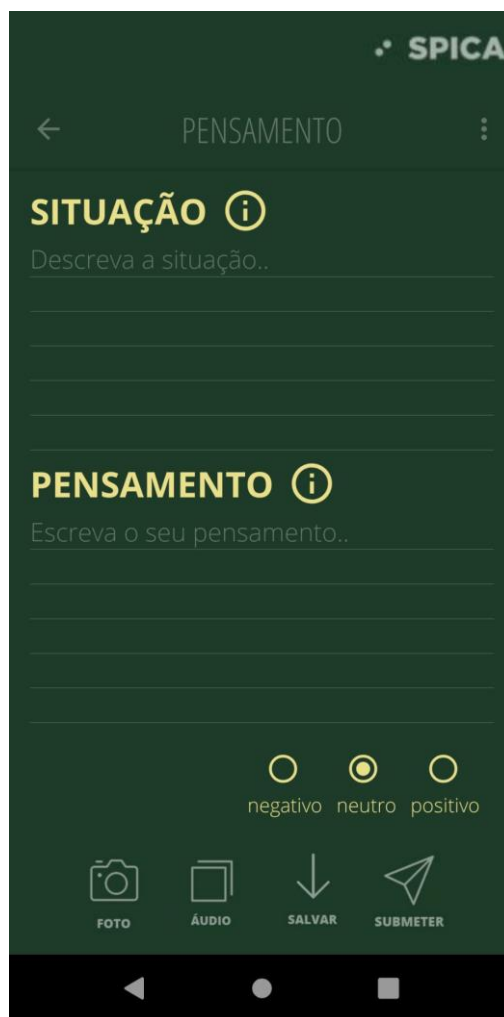 SPICA
PENSAMENTO
SITUAÇÃO
Descreva a situação..
PENSAMENTO
Escreva o seu pensamento..
negativo neutro positivo
FOTO ÁUDIO SALVAR SUBMETER